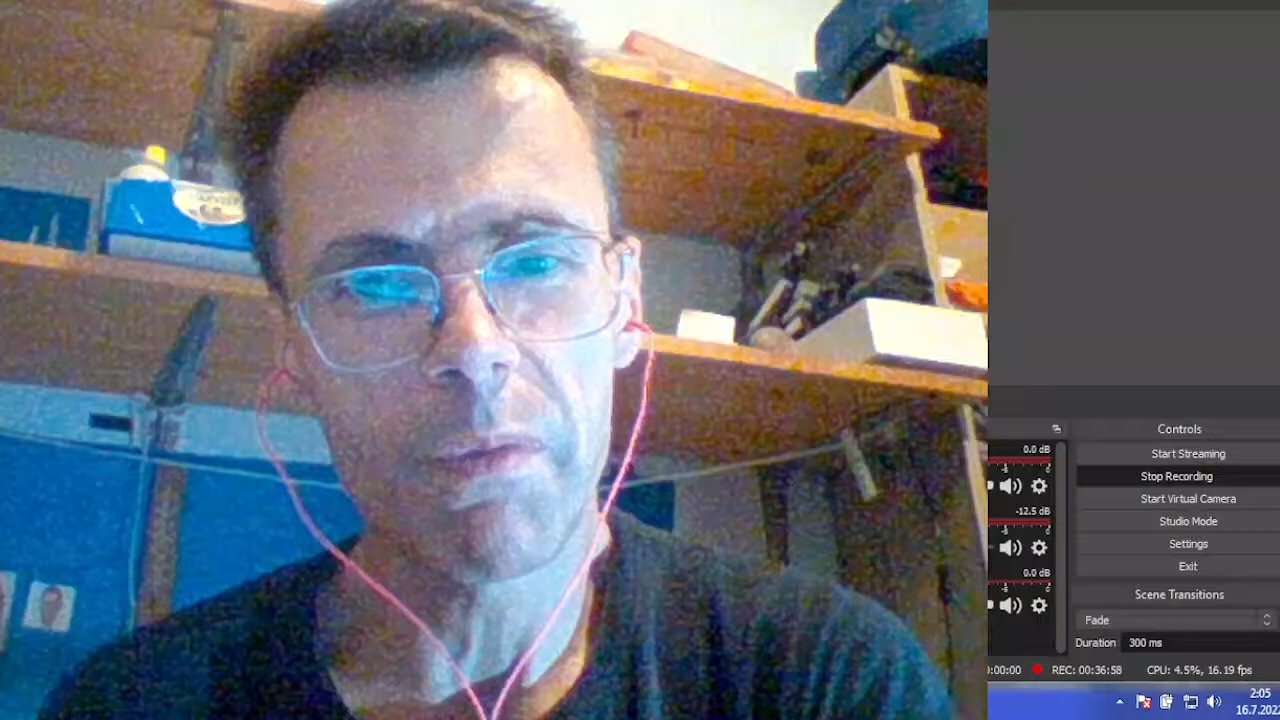 Controls
0.0 dB
Start Streaming
Stop Recording
Start Virtual Camera
-12.5 dB
Studio Mode
Settings
Exit
0.0 dB
Scene Transitions
Fade
Duration 300 ms
0:00:00 REC: 00:36:58 CPU: 4.5%, 16.19 fps
2:05
16.7.202